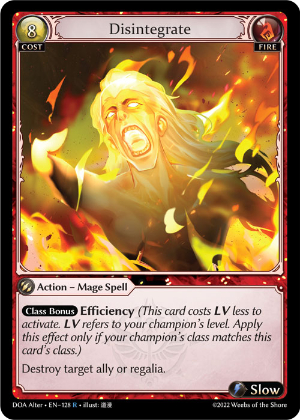 8
Disintegrate
COST
FIRE
Action – Mage Spell
Class Bonus Efficiency (This card costs LV less to
activate. LV refers to your champion's level. Apply
this effect only if your champion's class matches this
card's class.)
Destroy target ally or regalia.
Slow
DOA Alter • EN-128 R • illust:
©2022 Weebs of the Shore